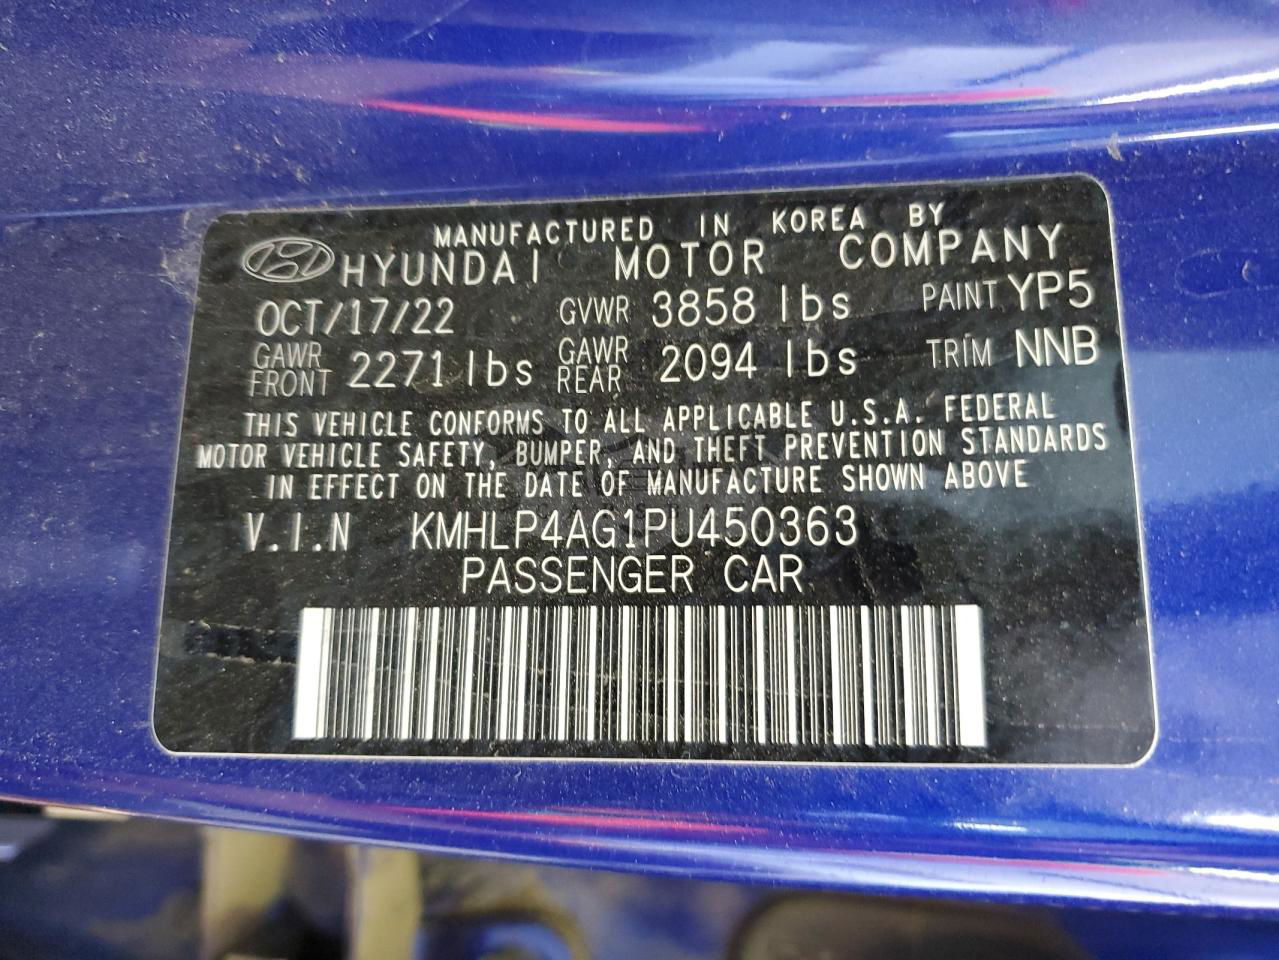 MANUFACTURED IN KOREA BY
HYUNDAI MOTOR COMPANY
OCT/17/22 GVWR 3858 lbs PAINT YP5
GAWR FRONT 2271 lbs GAWR REAR 2094 lbs TRIM NNB
THIS VEHICLE CONFORMS TO ALL APPLICABLE U.S.A. FEDERAL
MOTOR VEHICLE SAFETY, BUMPER, AND THEFT PREVENTION STANDARDS
IN EFFECT ON THE DATE OF MANUFACTURE SHOWN ABOVE
V.I.N KMHLP4AG1PU450363
PASSENGER CAR